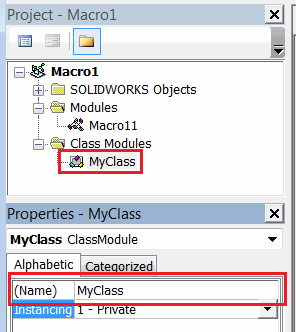 Project - Macro1
Macro1
SOLIDWORKS Objects
Modules
Macro11
Class Modules
MyClass
Properties - MyClass
MyClass ClassModule
Alphabetic Categorized
(Name) MyClass
Instancing 1 - Private